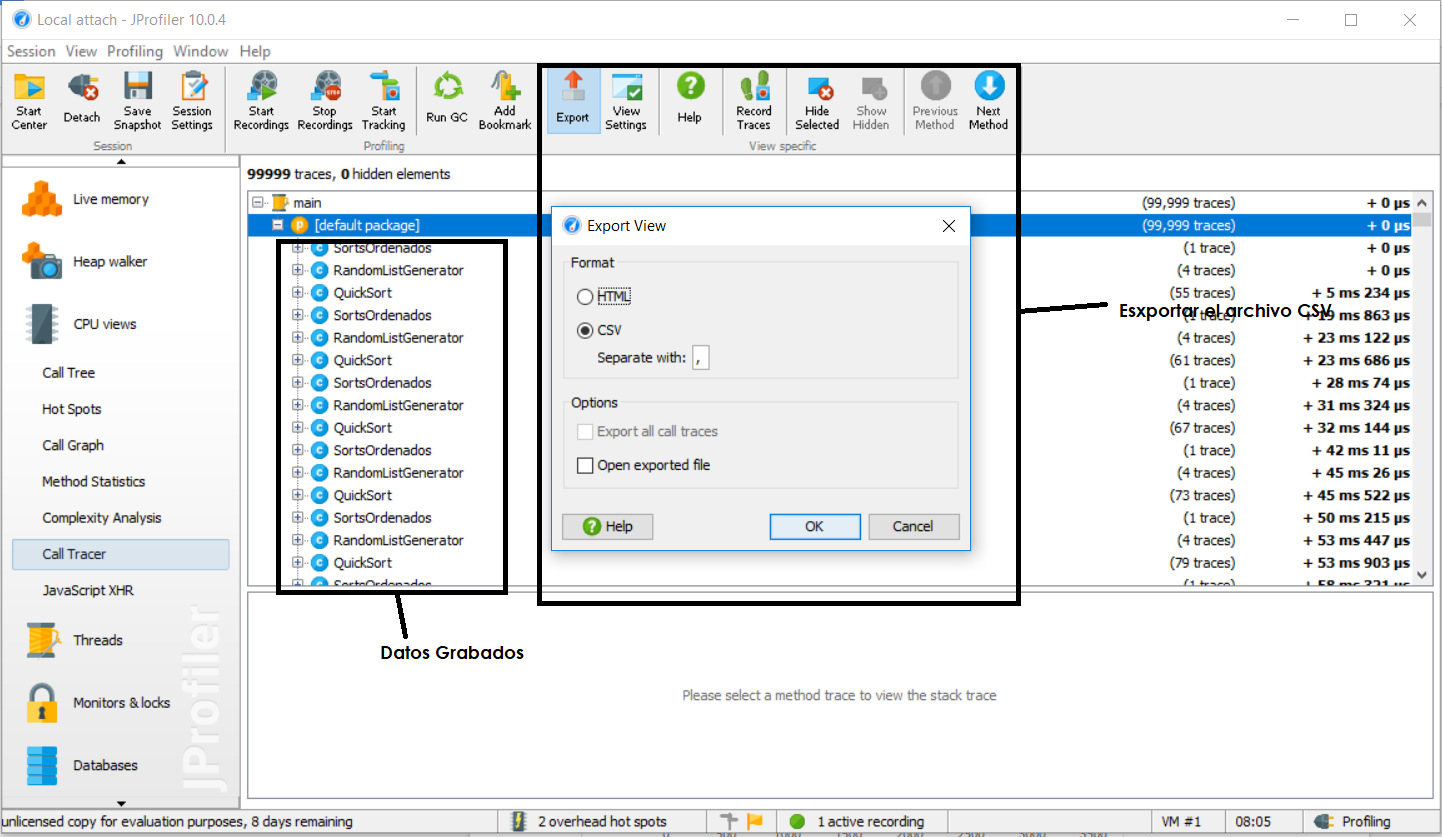 Local attach - JProfiler 10.0.4
Session View Profiling Window Help
Start Center
Detach
Save Snapshot
Session Settings
Start Recordings
Stop Recordings
Start Tracking
Run GC
Add Bookmark
Export
View Settings
Help
Record Traces
Hide Selected
Show Hidden
Previous Method
Next Method
Session
Profiling
View specific
Live memory
Heap walker
CPU views
Call Tree
Hot Spots
Call Graph
Method Statistics
Complexity Analysis
Call Tracer
JavaScript XHR
Threads
Monitors & locks
Databases
JProfiler
99999 traces, 0 hidden elements
main (99,999 traces) + 0 µs
[default package] (99,999 traces) + 0 µs
SortsOrdenados (1 trace) + 0 µs
RandomListGenerator (4 traces) + 0 µs
QuickSort (55 traces) + 5 ms 234 µs
SortsOrdenados (1 trace) + 19 ms 863 µs
RandomListGenerator (4 traces) + 23 ms 122 µs
QuickSort (61 traces) + 23 ms 686 µs
SortsOrdenados (1 trace) + 28 ms 74 µs
RandomListGenerator (4 traces) + 31 ms 324 µs
QuickSort (67 traces) + 32 ms 144 µs
SortsOrdenados (1 trace) + 42 ms 11 µs
RandomListGenerator (4 traces) + 45 ms 26 µs
QuickSort (73 traces) + 45 ms 522 µs
SortsOrdenados (1 trace) + 50 ms 215 µs
RandomListGenerator (4 traces) + 53 ms 447 µs
QuickSort (79 traces) + 53 ms 903 µs
SortsOrdenados (1 trace) + 58 ms 321 µs
Export View
Format
HTML
CSV
Separate with: ,
Options
Export all call traces
Open exported file
Help
OK
Cancel
Esxportar el archivo CSV
Datos Grabados
Please select a method trace to view the stack trace
unlicensed copy for evaluation purposes, 8 days remaining
2 overhead hot spots
1 active recording
VM #1
08:05
Profiling